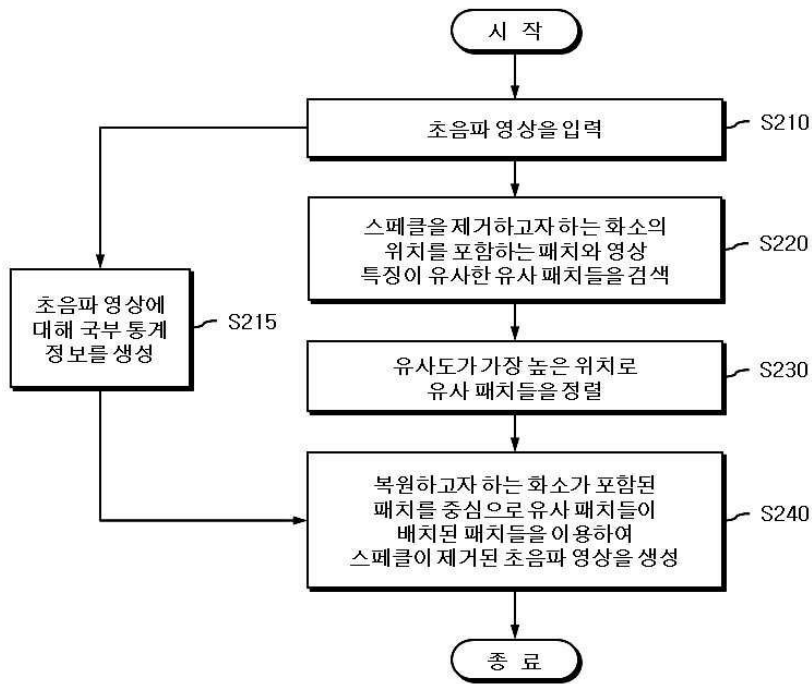 시 작
초음파 영상을 입력
S210
스페클을 제거하고자 하는 화소의
위치를 포함하는 패치와 영상
특징이 유사한 유사 패치들을 검색
S220
초음파 영상에
대해 국부 통계
정보를 생성
S215
유사도가 가장 높은 위치로
유사 패치들을 정렬
S230
복원하고자 하는 화소가 포함된
패치를 중심으로 유사 패치들이
배치된 패치들을 이용하여
스페클이 제거된 초음파 영상을 생성
S240
종 료